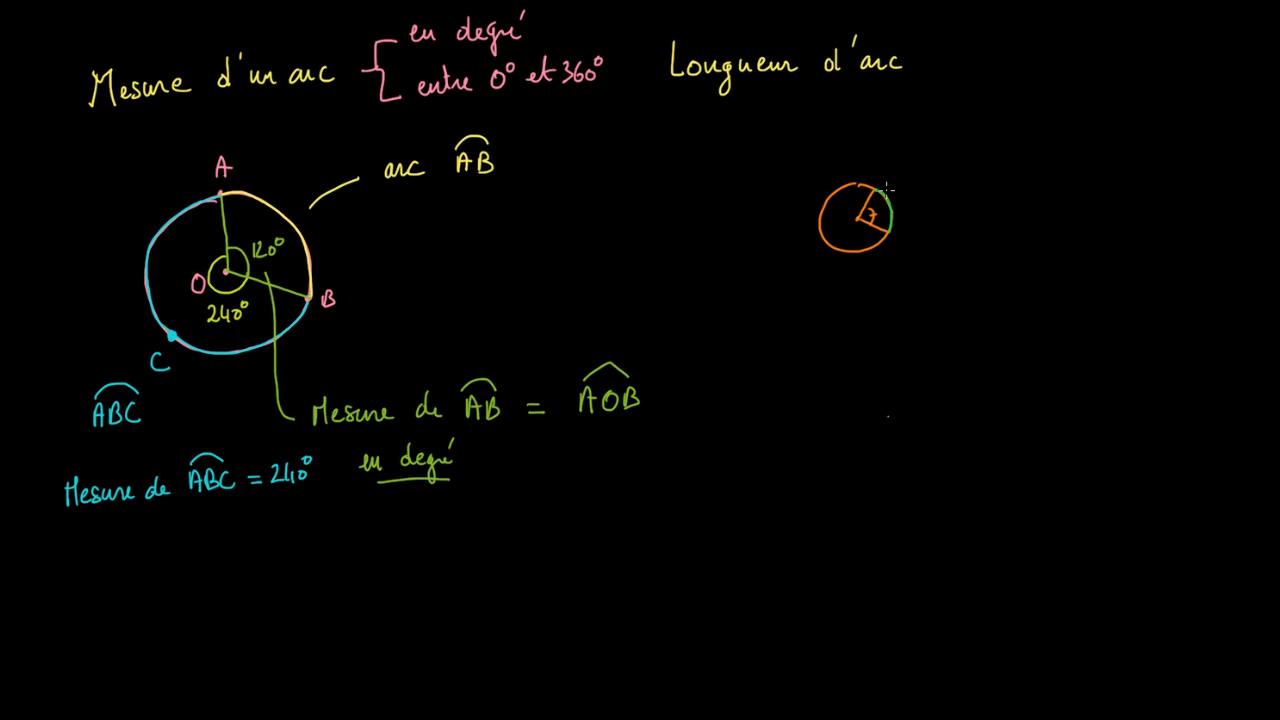 Mesure d'un arc
en degré
entre 0° et 360°
Longueur d'arc
A
arc AB
120°
O
240°
B
C
ABC
Mesure de AB = AOB
en degré
Mesure de ABC = 240°